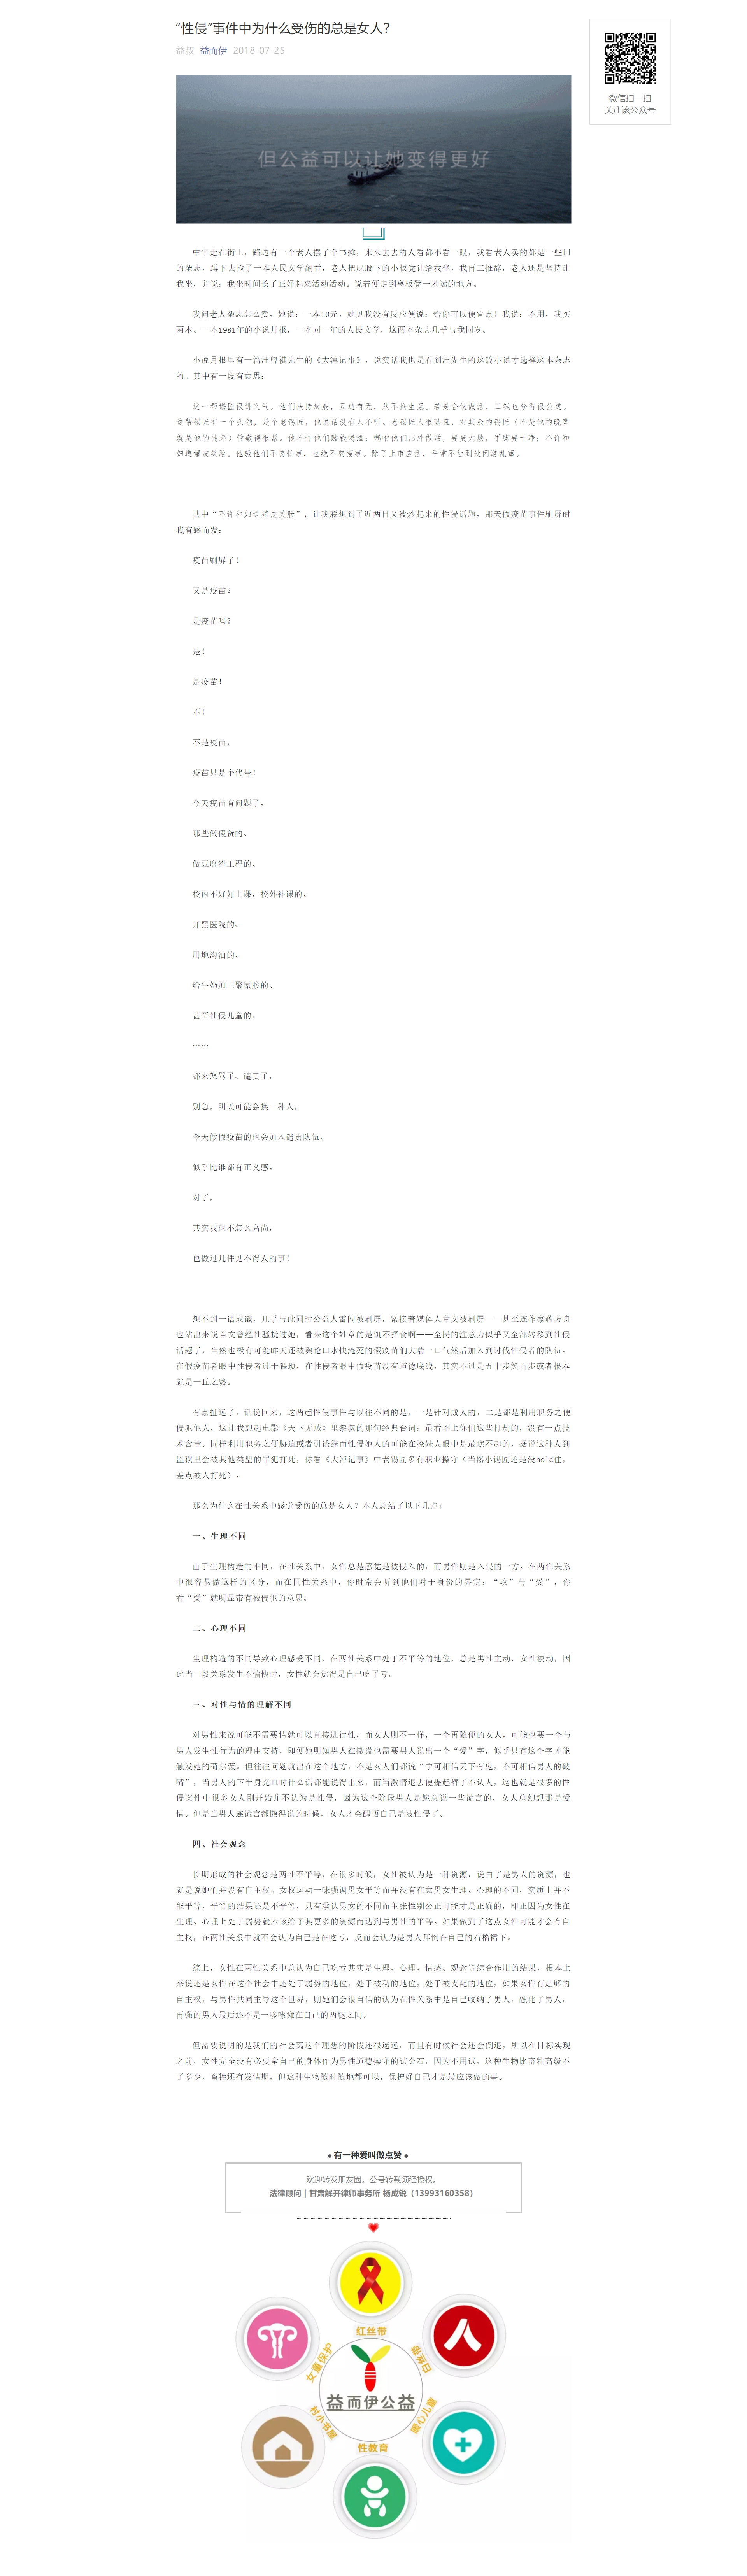 “性侵”事件中为什么受伤的总是女人？
益叔 益而伊 2018-07-25
微信扫一扫
关注该公众号
但公益可以让她变得更好
中午走在街上，路边有一个老人摆了个书摊，来来去去的人看都不看一眼，我看老人卖的都是一些旧
的杂志，蹲下去捡了一本人民文学翻看，老人把屁股下的小板凳让给我坐，我再三推辞，老人还是坚持让
我坐，并说：我坐时间长了正好起来活动活动。说着便走到离板凳一米远的地方。
我问老人杂志怎么卖，她说：一本10元，她见我没有反应便说：给你可以便宜点！我说：不用，我买
两本。一本1981年的小说月报，一本同一年的人民文学，这两本杂志几乎与我同岁。
小说月报里有一篇汪曾祺先生的《大淖记事》，说实话我也是看到汪先生的这篇小说才选择这本杂志
的。其中有一段有意思：
这一帮锡匠很讲义气。他们扶持疾病，互通有无，从不抢生意。若是合伙做活，工钱也分得很公道。
这帮锡匠有一个头领，是个老锡匠，他说话没有人不听。老锡匠人很耿直，对其余的锡匠（不是他的晚辈
就是他的徒弟）管教得很紧。他不许他们赌钱喝酒；嘱咐他们出外做活，要童叟无欺，手脚要干净；不许和
妇道嬉皮笑脸。他教他们不要怕事，也绝不要惹事。除了上市应活，平常不让到处闲游乱窜。
其中“不许和妇道嬉皮笑脸”，让我联想到了近两日又被炒起来的性侵话题，那天假疫苗事件刷屏时
我有感而发：
疫苗刷屏了！
又是疫苗？
是疫苗吗？
是！
是疫苗！
不！
不是疫苗，
疫苗只是个代号！
今天疫苗有问题了，
那些做假货的、
做豆腐渣工程的、
校内不好好上课，校外补课的、
开黑医院的、
用地沟油的、
给牛奶加三聚氰胺的、
甚至性侵儿童的、
……
都来怒骂了、谴责了，
别急，明天可能会换一种人，
今天做假疫苗的也会加入谴责队伍，
似乎比谁都有正义感。
对了，
其实我也不怎么高尚，
也做过几件见不得人的事！
想不到一语成谶，几乎与此同时公益人雷闯被刷屏，紧接着媒体人章文被刷屏——甚至连作家蒋方舟
也站出来说章文曾经性骚扰过她，看来这个姓章的是饥不择食啊——全民的注意力似乎又全部转移到性侵
话题了，当然也极有可能昨天还被舆论口水快淹死的假疫苗们大喘一口气然后加入到讨伐性侵者的队伍。
在假疫苗者眼中性侵者过于猥琐，在性侵者眼中假疫苗没有道德底线，其实不过是五十步笑百步或者根本
就是一丘之貉。
有点扯远了，话说回来，这两起性侵事件与以往不同的是，一是针对成人的，二是都是利用职务之便
侵犯他人，这让我想起电影《天下无贼》里黎叔的那句经典台词：最看不上你们这些打劫的，没有一点技
术含量。同样利用职务之便胁迫或者引诱继而性侵她人的可能在撩妹人眼中是最瞧不起的，据说这种人到
监狱里会被其他类型的罪犯打死，你看《大淖记事》中老锡匠多有职业操守（当然小锡匠还是没hold住，
差点被人打死）。
那么为什么在性关系中感觉受伤的总是女人？本人总结了以下几点：
一、生理不同
由于生理构造的不同，在性关系中，女性总是感觉是被侵入的，而男性则是入侵的一方。在两性关系
中很容易做这样的区分，而在同性关系中，你时常会听到他们对于身份的界定：“攻”与“受”，你
看“受”就明显带有被侵犯的意思。
二、心理不同
生理构造的不同导致心理感受不同，在两性关系中处于不平等的地位，总是男性主动，女性被动，因
此当一段关系发生不愉快时，女性就会觉得是自己吃了亏。
三、对性与情的理解不同
对男性来说可能不需要情就可以直接进行性，而女人则不一样，一个再随便的女人，可能也要一个与
男人发生性行为的理由支持，即便她明知男人在撒谎也需要男人说出一个“爱”字，似乎只有这个字才能
触发她的荷尔蒙。但往往问题就出在这个地方，不是女人们都说“宁可相信天下有鬼，不可相信男人的破
嘴”，当男人的下半身充血时什么话都能说得出来，而当激情退去便提起裤子不认人，这也就是很多的性
侵案件中很多女人刚开始并不认为是性侵，因为这个阶段男人是愿意说一些谎言的，女人总幻想那是爱
情。但是当男人连谎言都懒得说的时候，女人才会醒悟自己是被性侵了。
四、社会观念
长期形成的社会观念是两性不平等，在很多时候，女性被认为是一种资源，说白了是男人的资源，也
就是说她们并没有自主权。女权运动一味强调男女平等而并没有在意男女生理、心理的不同，实质上并不
能平等，平等的结果还是不平等，只有承认男女的不同而主张性别公正可能才是正确的，即正因为女性在
生理、心理上处于弱势就应该给予其更多的资源而达到与男性的平等。如果做到了这点女性可能才会有自
主权，在两性关系中就不会认为自己是在吃亏，反而会认为是男人拜倒在自己的石榴裙下。
综上，女性在两性关系中总认为自己吃亏其实是生理、心理、情感、观念等综合作用的结果，根本上
来说还是女性在这个社会中还处于弱势的地位，处于被动的地位，处于被支配的地位，如果女性有足够的
自主权，与男性共同主导这个世界，则她们会很自信的认为在性关系中是自己收纳了男人，融化了男人，
再强的男人最后还不是一哆嗦瘫在自己的两腿之间。
但需要说明的是我们的社会离这个理想的阶段还很遥远，而且有时候社会还会倒退，所以在目标实现
之前，女性完全没有必要拿自己的身体作为男性道德操守的试金石，因为不用试，这种生物比畜牲高级不
了多少，畜牲还有发情期，但这种生物随时随地都可以，保护好自己才是最应该做的事。
有一种爱叫做点赞
欢迎转发朋友圈。公号转载须经授权。
法律顾问 | 甘肃解开律师事务所 杨成锐（13993160358）
红丝带
女童保护
白丝带
益而伊公益
村小书屋
暖心儿童
性教育